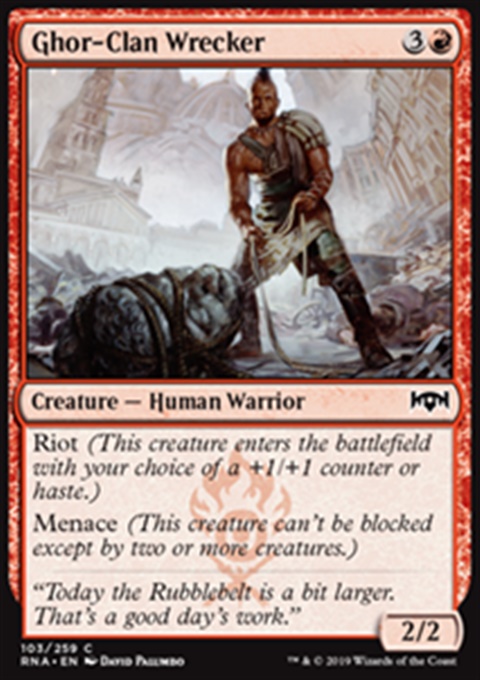 Ghor-Clan Wrecker 3
Creature — Human Warrior
Riot (This creature enters the battlefield
with your choice of a +1/+1 counter or
haste.)
Menace (This creature can't be blocked
except by two or more creatures.)
"Today the Rubblebelt is a bit larger.
That's a good day's work."
2/2
103/259 C
RNA • EN David Palumbo ™ & © 2019 Wizards of the Coast